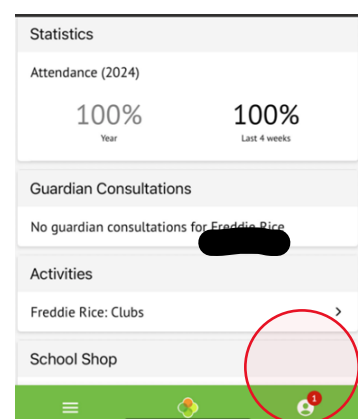 Statistics
Attendance (2024)
100% 100%
Year Last 4 weeks
Guardian Consultations
No guardian consultations for Freddie Rice
Activities
Freddie Rice: Clubs
School Shop
1